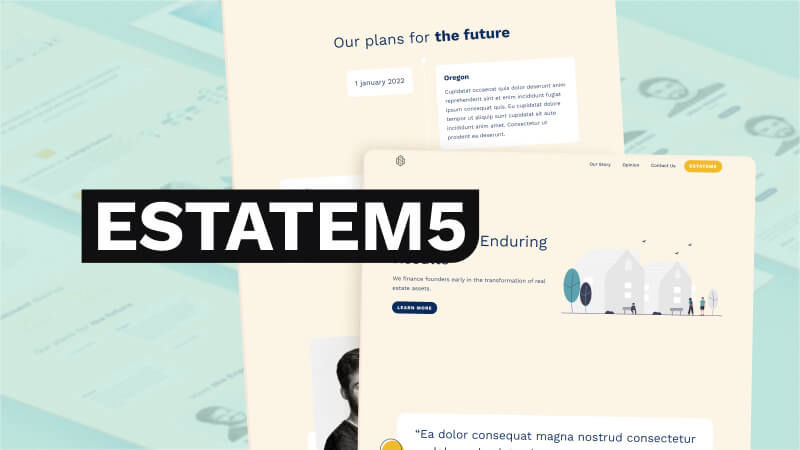 Our plans for the future
1 january 2022
Oregon
Cupidatat occaecat quis dolor deserunt anim
reprehenderit sint et enim incididunt fugiat
ipsum consequat quis. Eu cupidatat dolore
tempor ut aliquip sunt cupidatat sit aute
incididunt anim amet. Consectetur ut
proident ea deserunt.
Our Story
Opinion
Contact Us
ESTATEM5
ESTATEM5
Enduring
We finance founders early in the transformation of real
estate assets.
LEARN MORE
“Ea dolor consequat magna nostrud consectetur